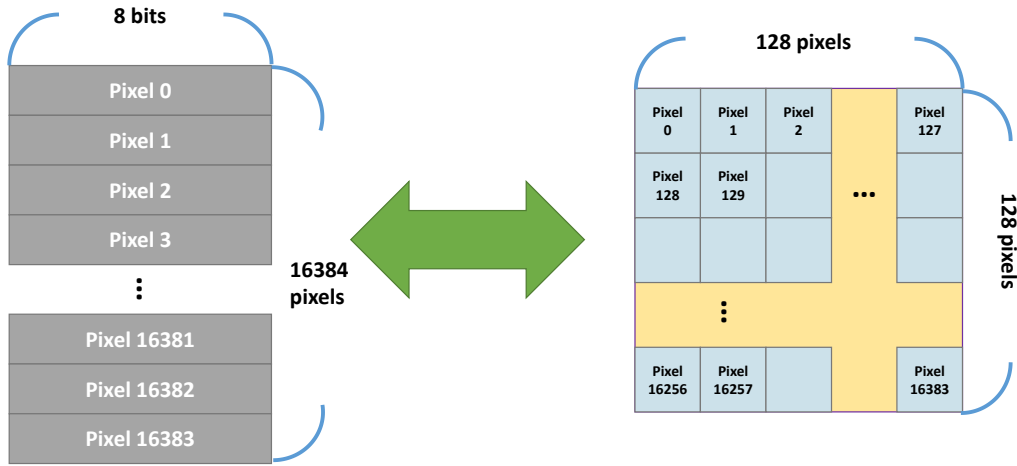 8 bits
Pixel 0
Pixel 1
Pixel 2
Pixel 3
...
Pixel 16381
Pixel 16382
Pixel 16383
16384
pixels
128 pixels
Pixel
0
Pixel
1
Pixel
2
Pixel
127
Pixel
128
Pixel
129
...
...
Pixel
16256
Pixel
16257
Pixel
16383
128 pixels